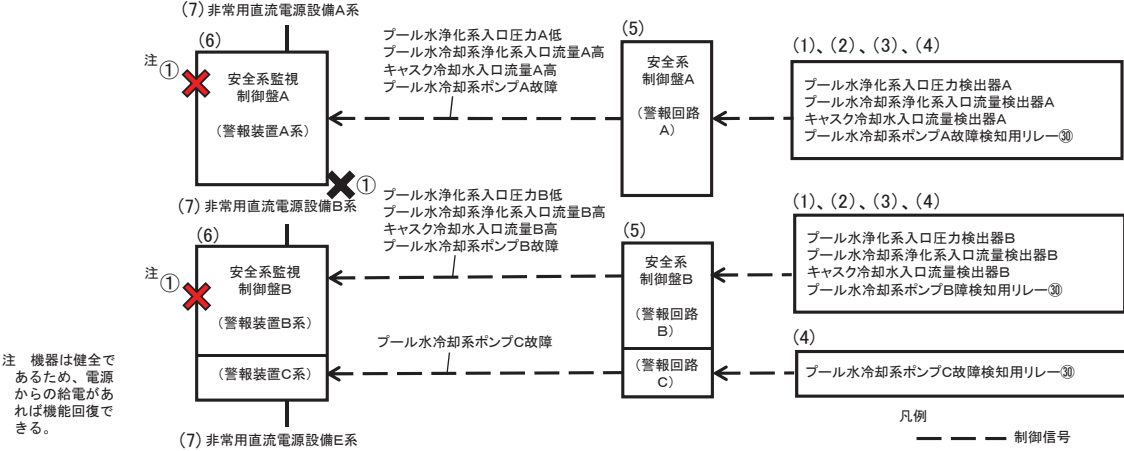 (7) 非常用直流電源設備A系
(6)
注 ①
安全系監視
制御盤A
（警報装置A系）
プール水浄化系入口圧力A低
プール水冷却系浄化系入口流量A高
キャスク冷却水入口流量A高
プール水冷却系ポンプA故障
(5)
安全系
制御盤A
（警報回路
A）
(1)、(2)、(3)、(4)
プール水浄化系入口圧力検出器A
プール水冷却系浄化系入口流量検出器A
キャスク冷却水入口流量検出器A
プール水冷却系ポンプA故障検知用リレー㉚
①
(7) 非常用直流電源設備B系
(6)
注 ①
安全系監視
制御盤B
（警報装置B系）
プール水浄化系入口圧力B低
プール水冷却系浄化系入口流量B高
キャスク冷却水入口流量B高
プール水冷却系ポンプB故障
(5)
安全系
制御盤B
（警報回路
B）
(1)、(2)、(3)、(4)
プール水浄化系入口圧力検出器B
プール水冷却系浄化系入口流量検出器B
キャスク冷却水入口流量検出器B
プール水冷却系ポンプB障検知用リレー㉚
（警報装置C系）
プール水冷却系ポンプC故障
（警報回路
C）
(4)
プール水冷却系ポンプC故障検知用リレー㉚
(7) 非常用直流電源設備E系
注　機器は健全で
あるため、電源
からの給電があ
れば機能回復で
きる。
凡例
制御信号